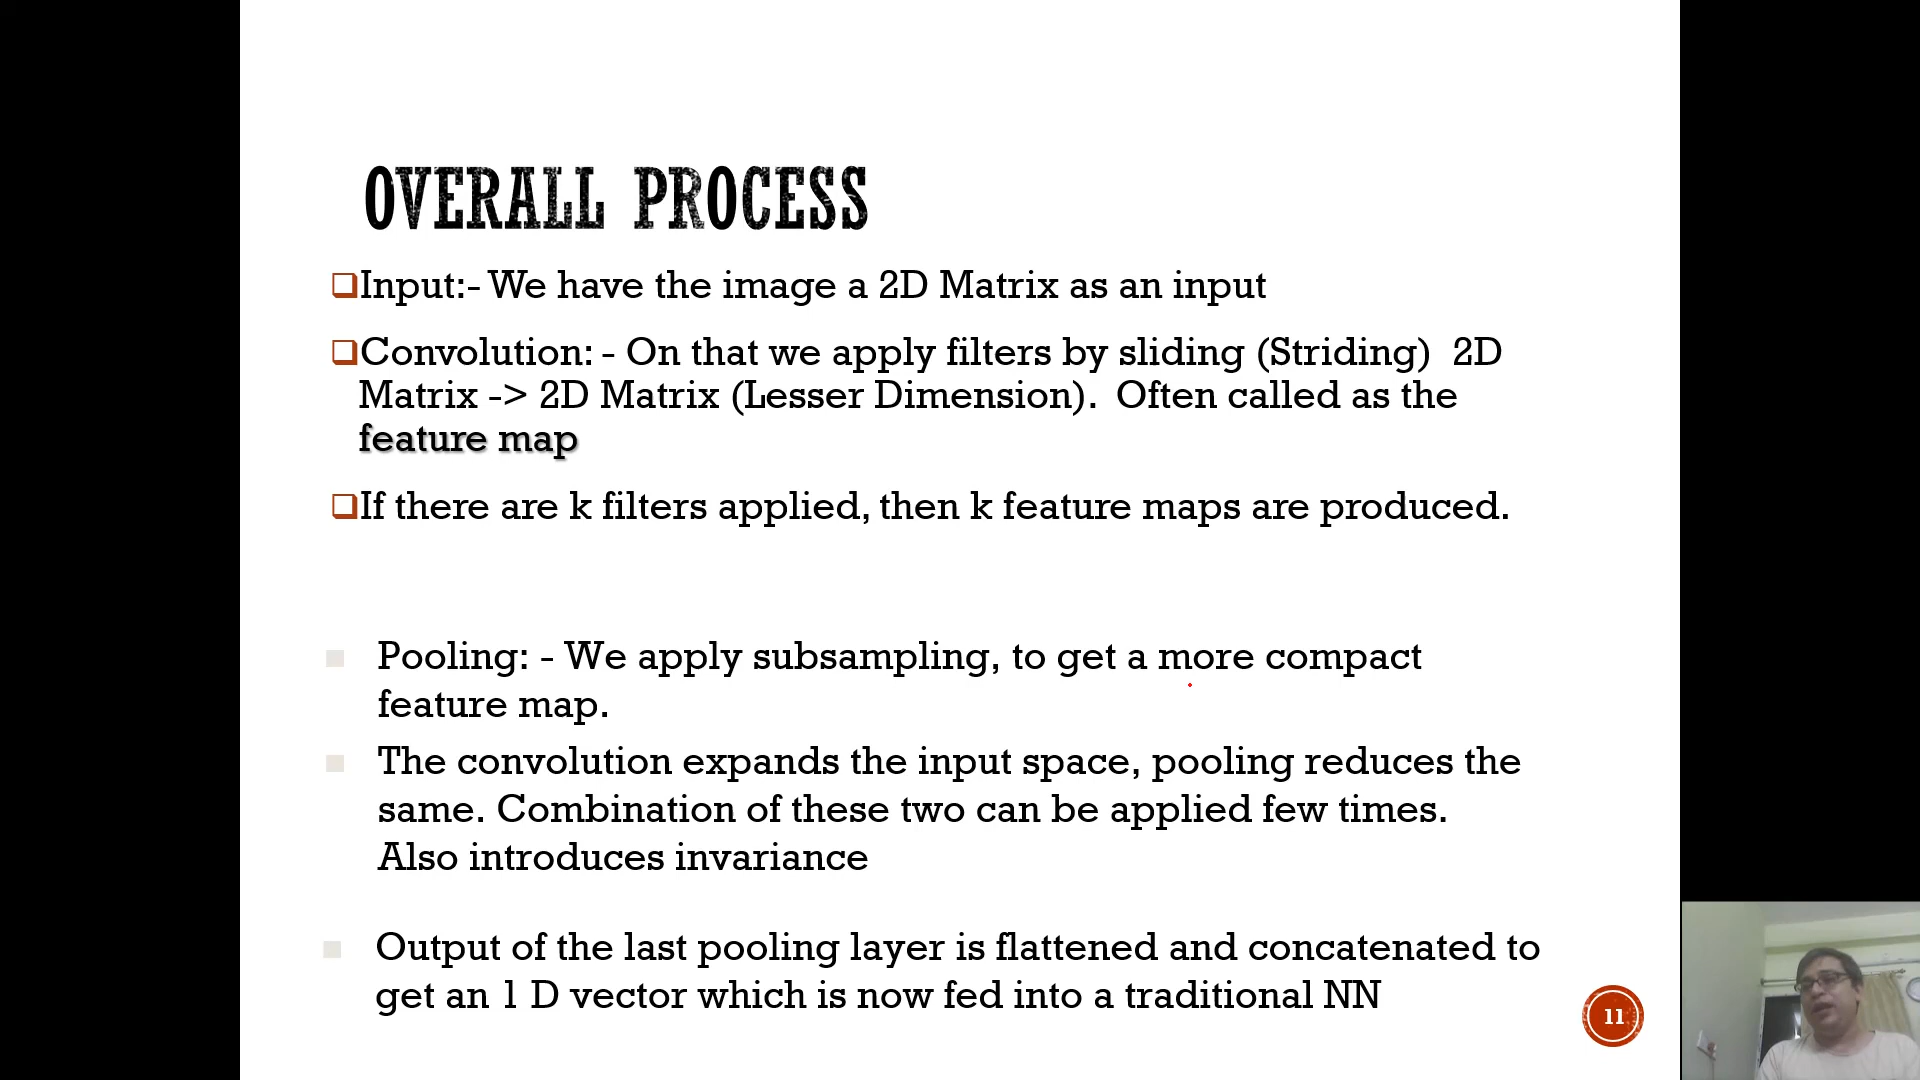 OVERALL PROCESS
Input:- We have the image a 2D Matrix as an input
Convolution: - On that we apply filters by sliding (Striding) 2D
Matrix -> 2D Matrix (Lesser Dimension). Often called as the
feature map
If there are k filters applied, then k feature maps are produced.
Pooling: - We apply subsampling, to get a more compact
feature map.
The convolution expands the input space, pooling reduces the
same. Combination of these two can be applied few times.
Also introduces invariance
Output of the last pooling layer is flattened and concatenated to
get an 1 D vector which is now fed into a traditional NN
11